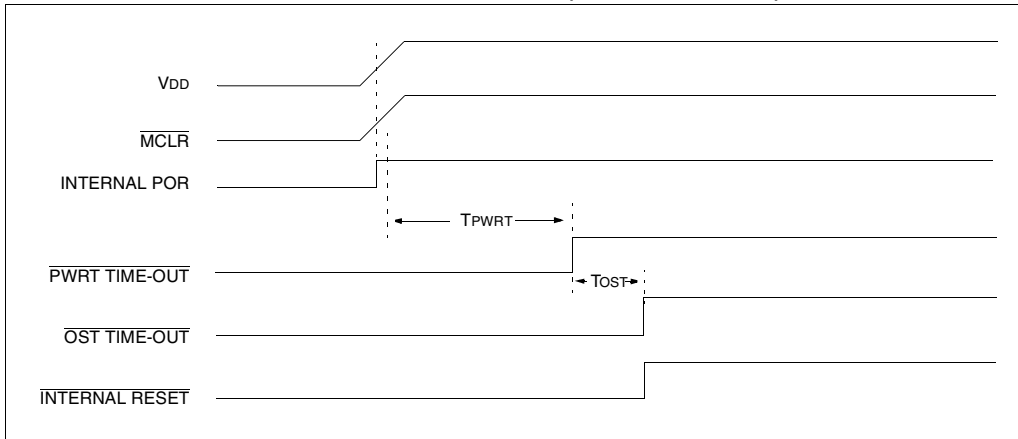 VDD
MCLR
INTERNAL POR
TPWRT
PWRT TIME-OUT
TOST
OST TIME-OUT
INTERNAL RESET